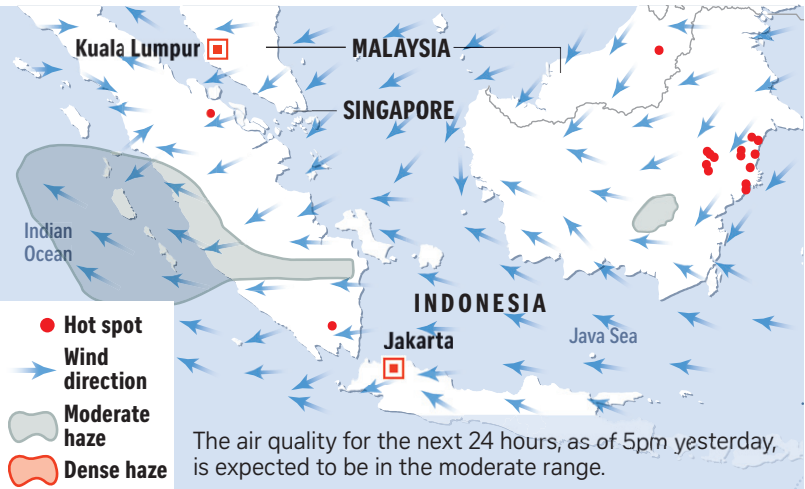 Kuala Lumpur
MALAYSIA
SINGAPORE
Indian
Ocean
INDONESIA
Java Sea
Jakarta
Hot spot
Wind
direction
Moderate
haze
Dense haze
The air quality for the next 24 hours, as of 5pm yesterday,
is expected to be in the moderate range.